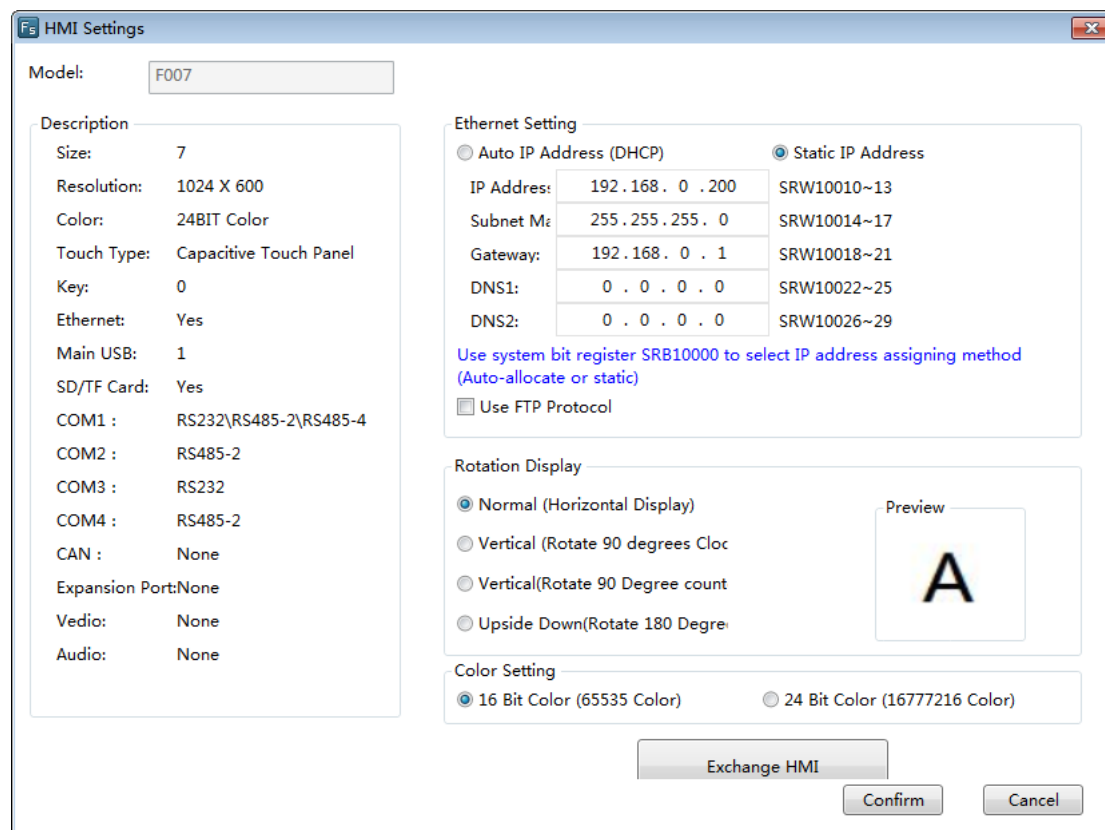 Fs HMI Settings
Model: F007
Description
Size: 7
Resolution: 1024 X 600
Color: 24BIT Color
Touch Type: Capacitive Touch Panel
Key: 0
Ethernet: Yes
Main USB: 1
SD/TF Card: Yes
COM1 : RS232\RS485-2\RS485-4
COM2 : RS485-2
COM3 : RS232
COM4 : RS485-2
CAN : None
Expansion Port:None
Vedio: None
Audio: None
Ethernet Setting
Auto IP Address (DHCP) Static IP Address
IP Address 192.168. 0 .200 SRW10010~13
Subnet Ma 255.255.255. 0 SRW10014~17
Gateway: 192.168. 0 . 1 SRW10018~21
DNS1: 0 . 0 . 0 . 0 SRW10022~25
DNS2: 0 . 0 . 0 . 0 SRW10026~29
Use system bit register SRB10000 to select IP address assigning method
(Auto-allocate or static)
Use FTP Protocol
Rotation Display
Normal (Horizontal Display)
Vertical (Rotate 90 degrees Cloc
Vertical(Rotate 90 Degree count
Upside Down(Rotate 180 Degre
Preview
A
Color Setting
16 Bit Color (65535 Color) 24 Bit Color (16777216 Color)
Exchange HMI
Confirm Cancel